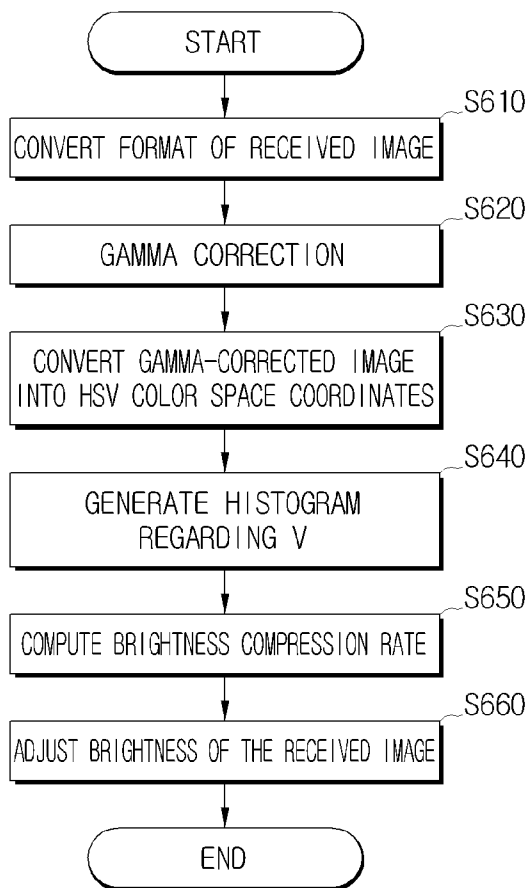 START
S610
CONVERT FORMAT OF RECEIVED IMAGE
S620
GAMMA CORRECTION
S630
CONVERT GAMMA-CORRECTED IMAGE
INTO HSV COLOR SPACE COORDINATES
S640
GENERATE HISTOGRAM
REGARDING V
S650
COMPUTE BRIGHTNESS COMPRESSION RATE
S660
ADJUST BRIGHTNESS OF THE RECEIVED IMAGE
END